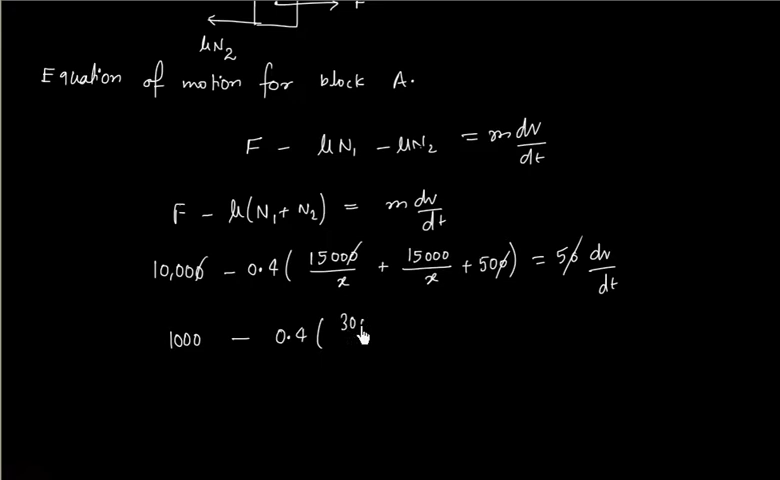 F
μN₂
Equation of motion for block A.
F - μN₁ - μN₂ = m dv/dt
F - μ(N₁ + N₂) = m dv/dt
10,000 - 0.4 ( 15000/x + 15000/x + 500 ) = 50 dv/dt
1000 - 0.4 ( 30